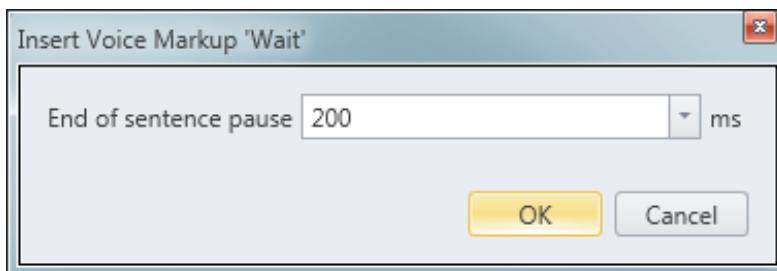 Insert Voice Markup 'Wait'
End of sentence pause 200 ms
OK Cancel